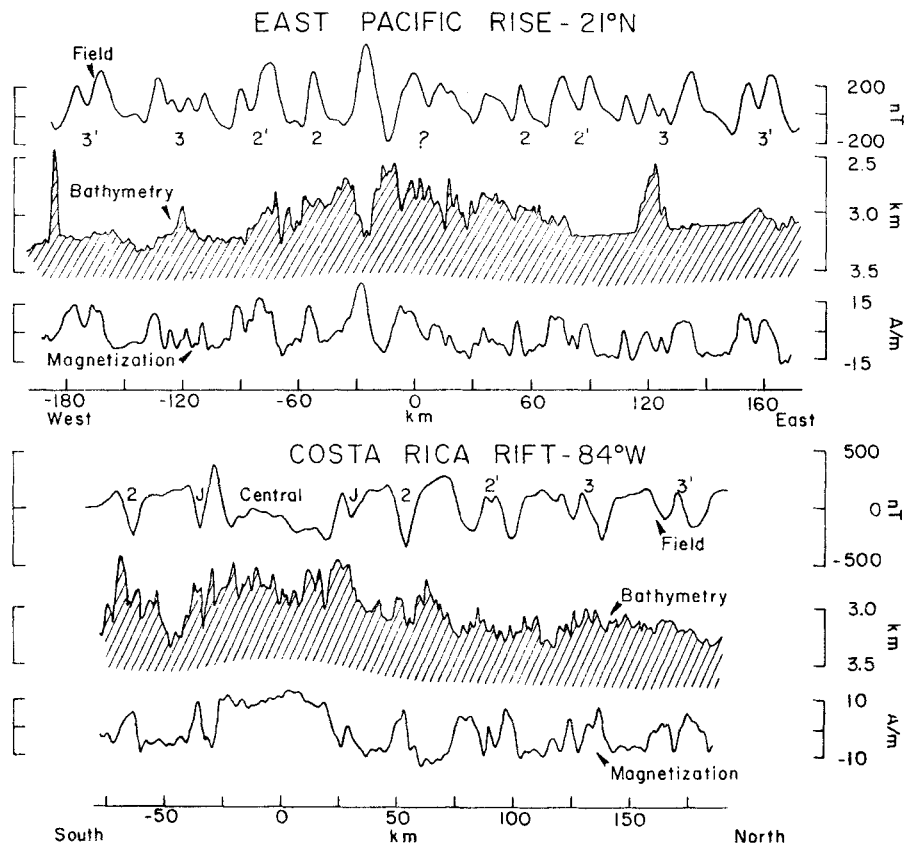 EAST PACIFIC RISE - 21°N
Field
200
nT
-200
3' 3 2' 2 ? 2 2' 3 3'
2.5
Bathymetry
km
3.0
3.5
15
A/m
Magnetization
-15
-180 -120 -60 0 60 120 160
West km East
COSTA RICA RIFT - 84°W
500
2 J Central J 2 2' 3 3'
0
nT
Field
-500
Bathymetry
3.0
km
3.5
10
A/m
-10
Magnetization
-50 0 50 100 150
South km North